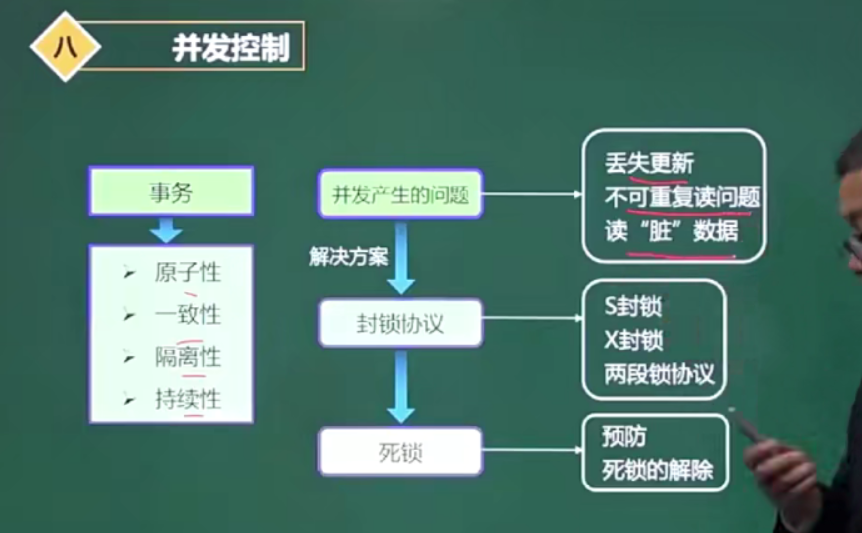 八 并发控制
事务
原子性
一致性
隔离性
持续性
并发产生的问题
解决方案
封锁协议
死锁
丢失更新
不可重复读问题
读“脏”数据
S封锁
X封锁
两段锁协议
预防
死锁的解除